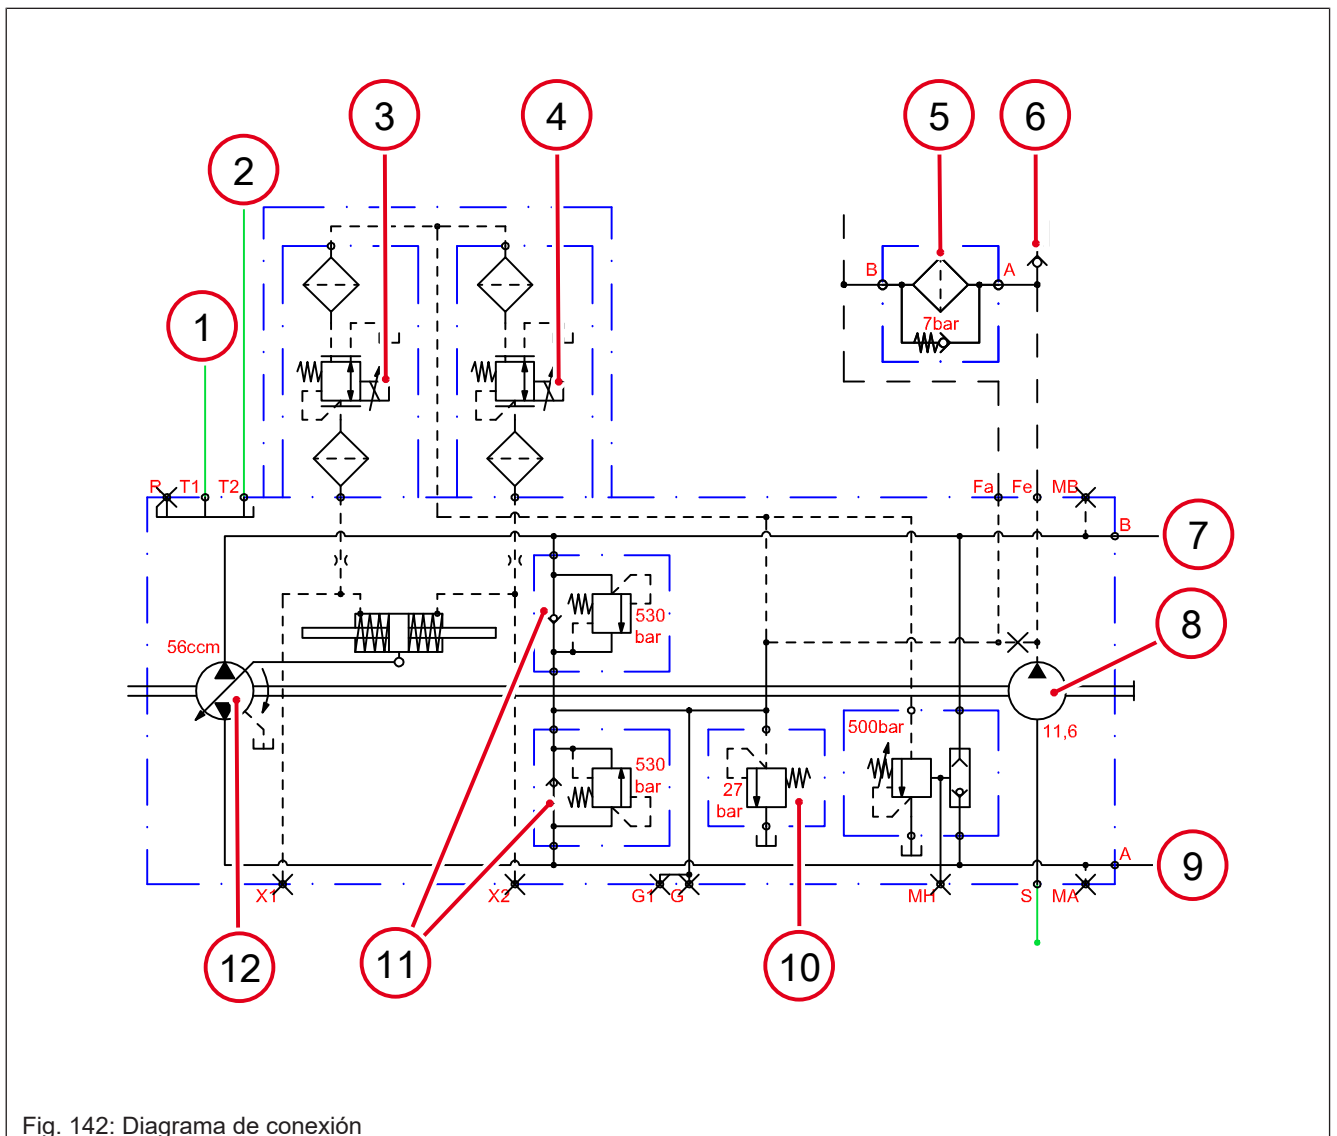 3
4
5
6
2
1
B
A
7bar
R
T1
T2
Fa
Fe
MB
B
7
530
bar
8
56ccm
500bar
11,6
530
bar
27
bar
A
9
X1
X2
G1
G
MH
S
MA
12
11
10
Fig. 142: Diagrama de conexión